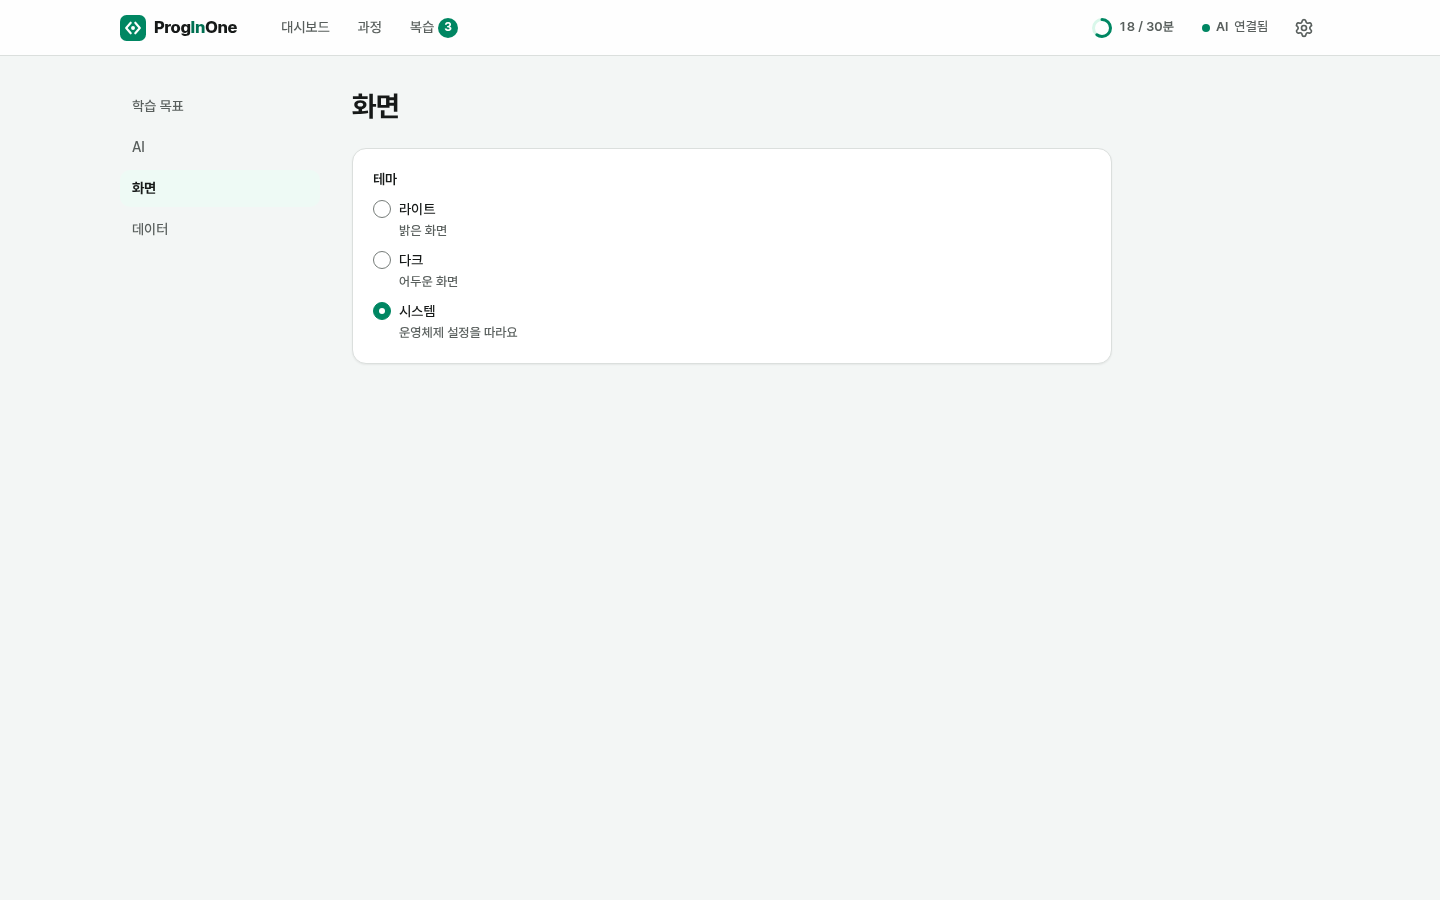 ProgInOne
대시보드
과정
복습 3
18 / 30분
AI 연결됨
학습 목표
AI
화면
데이터
화면
테마
라이트
밝은 화면
다크
어두운 화면
시스템
운영체제 설정을 따라요